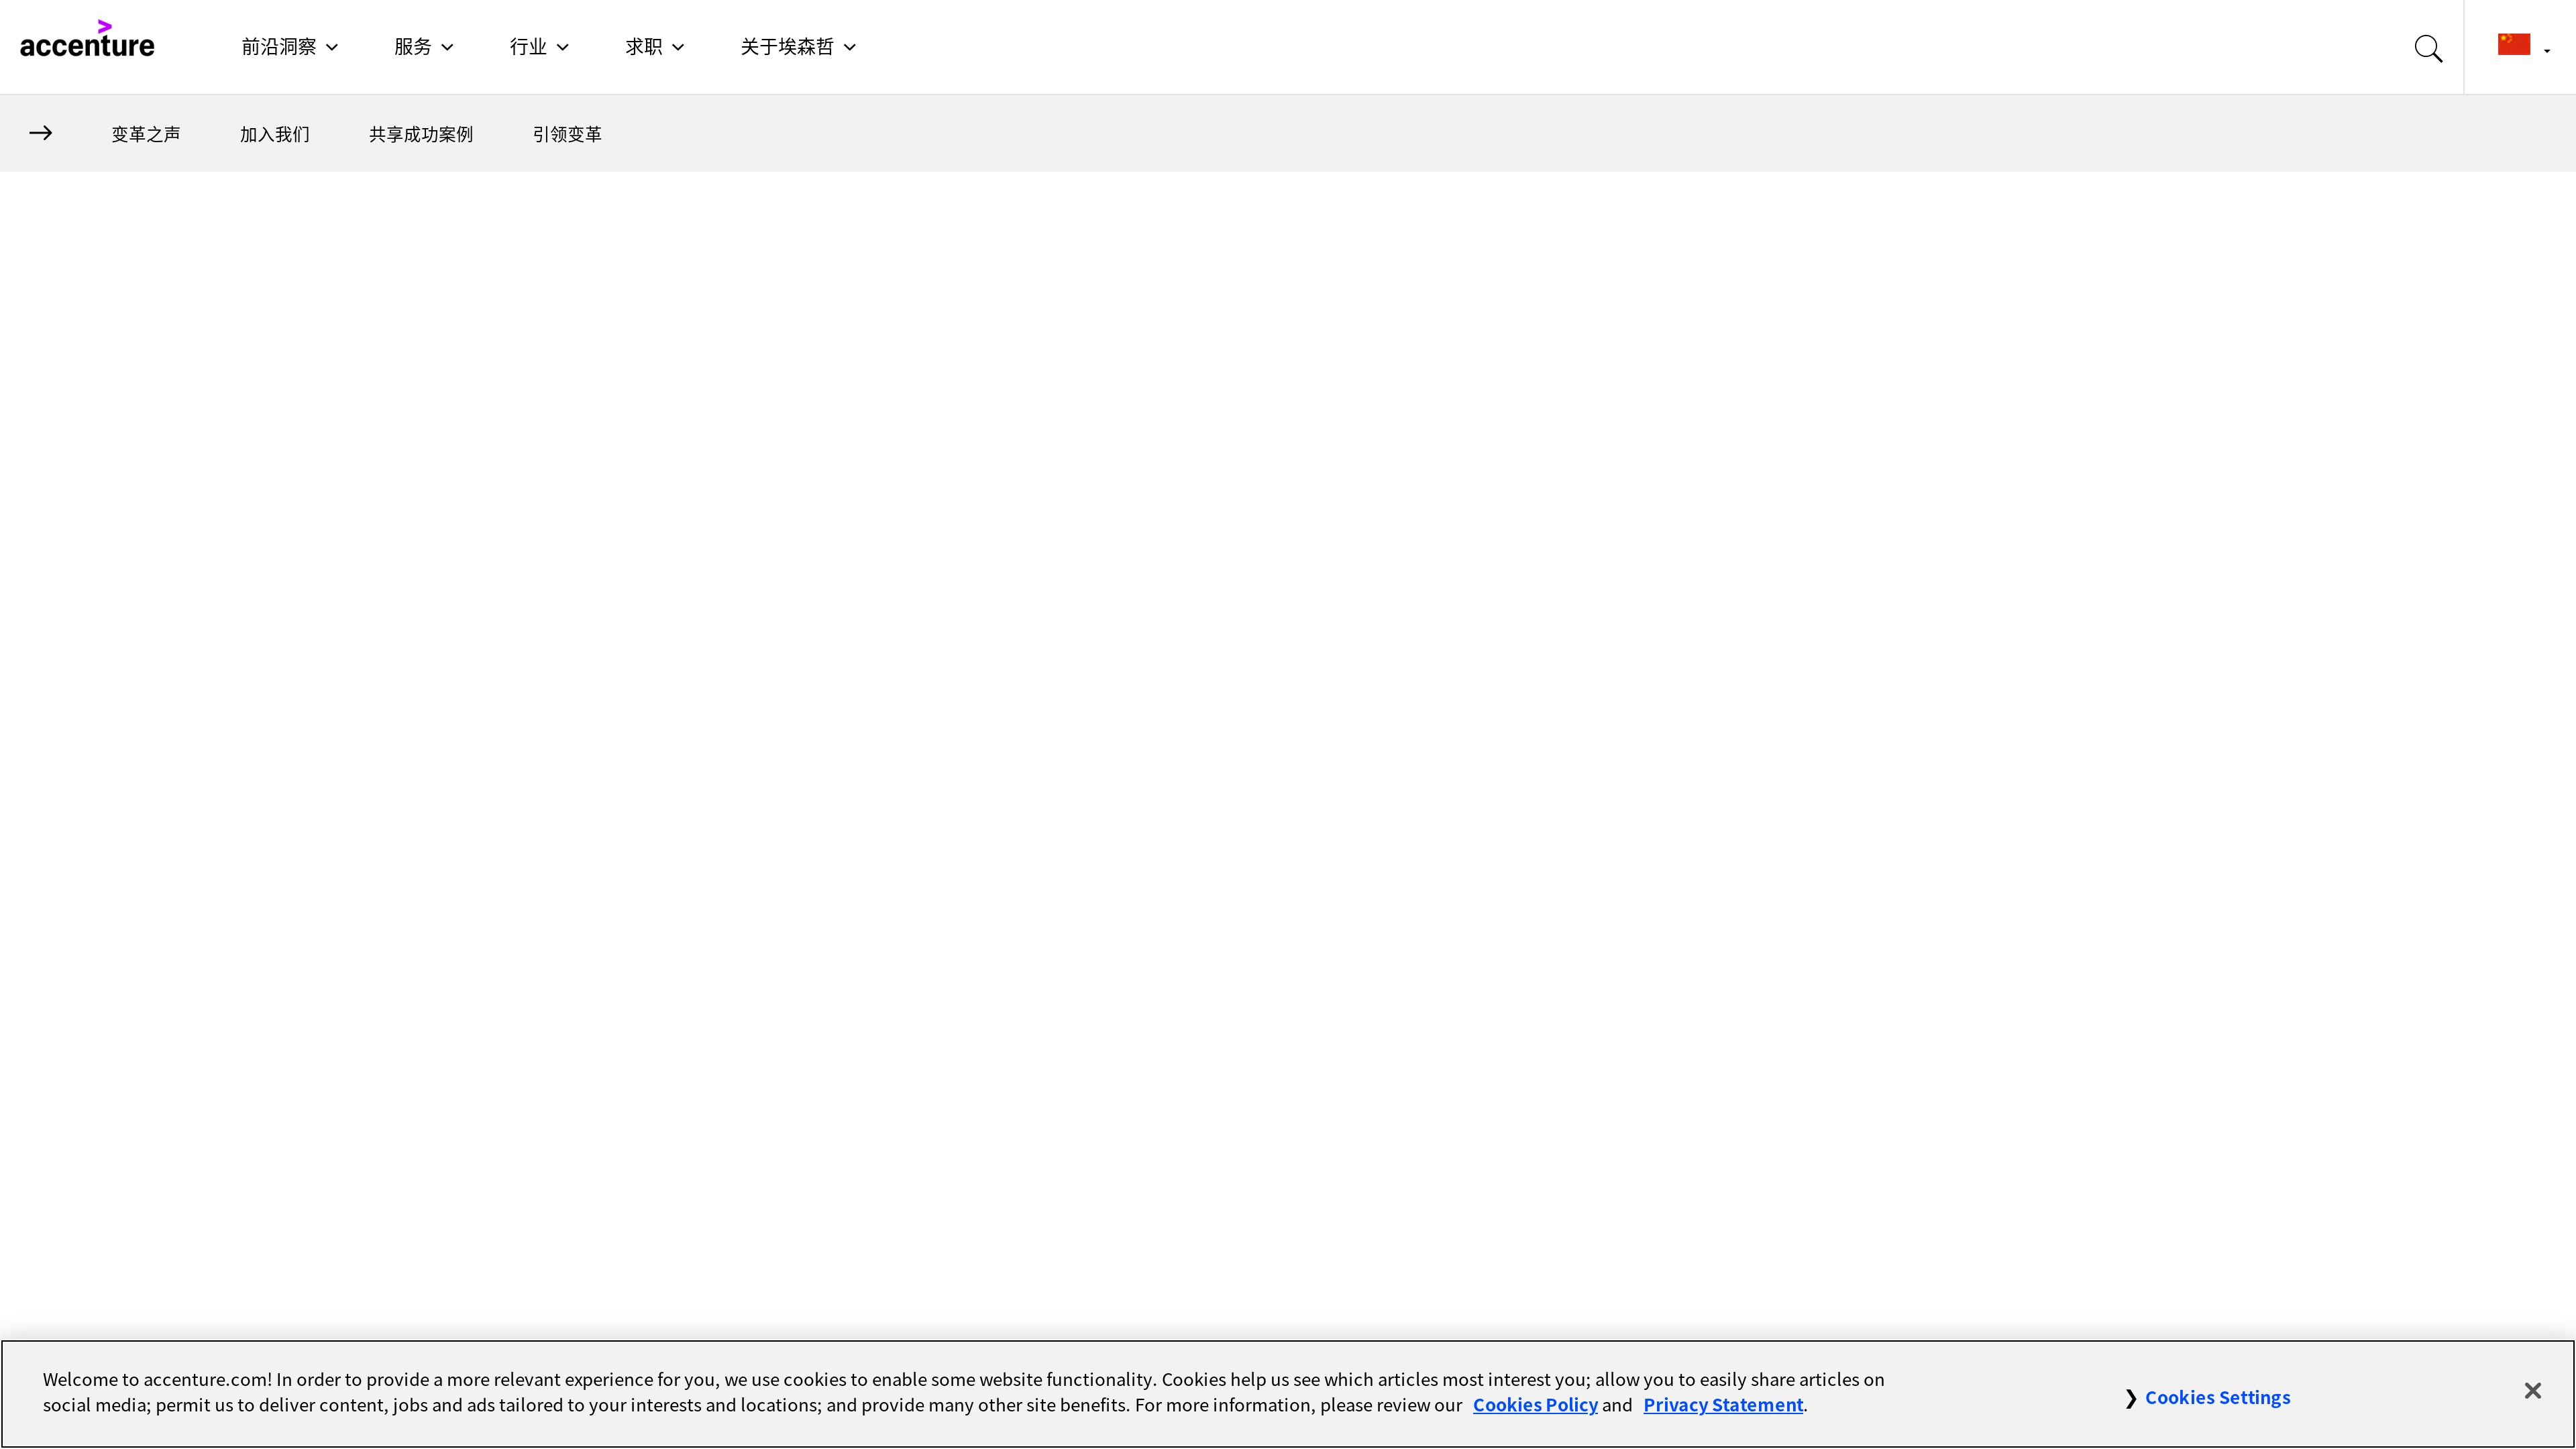 accenture
前沿洞察
服务
行业
求职
关于埃森哲
变革之声
加入我们
共享成功案例
引领变革
Welcome to accenture.com! In order to provide a more relevant experience for you, we use cookies to enable some website functionality. Cookies help us see which articles most interest you; allow you to easily share articles on
social media; permit us to deliver content, jobs and ads tailored to your interests and locations; and provide many other site benefits. For more information, please review our Cookies Policy and Privacy Statement.
Cookies Settings